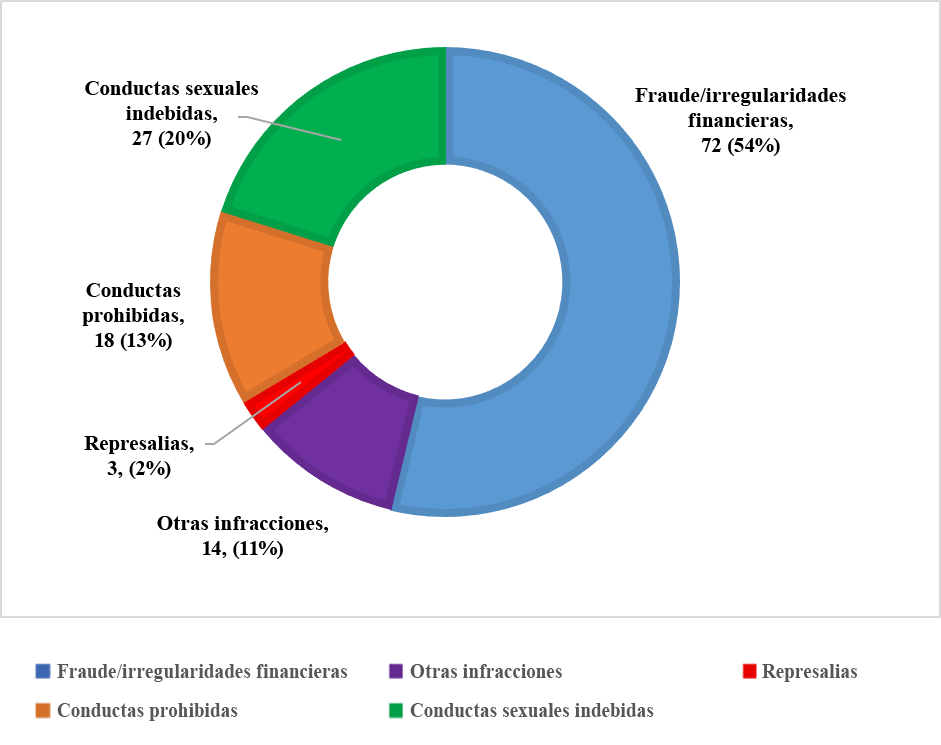 Conductas sexuales
indebidas,
27 (20%)
Fraude/irregularidades
financieras,
72 (54%)
Conductas
prohibidas,
18 (13%)
Represalias,
3, (2%)
Otras infracciones,
14, (11%)
Fraude/irregularidades financieras
Otras infracciones
Represalias
Conductas prohibidas
Conductas sexuales indebidas